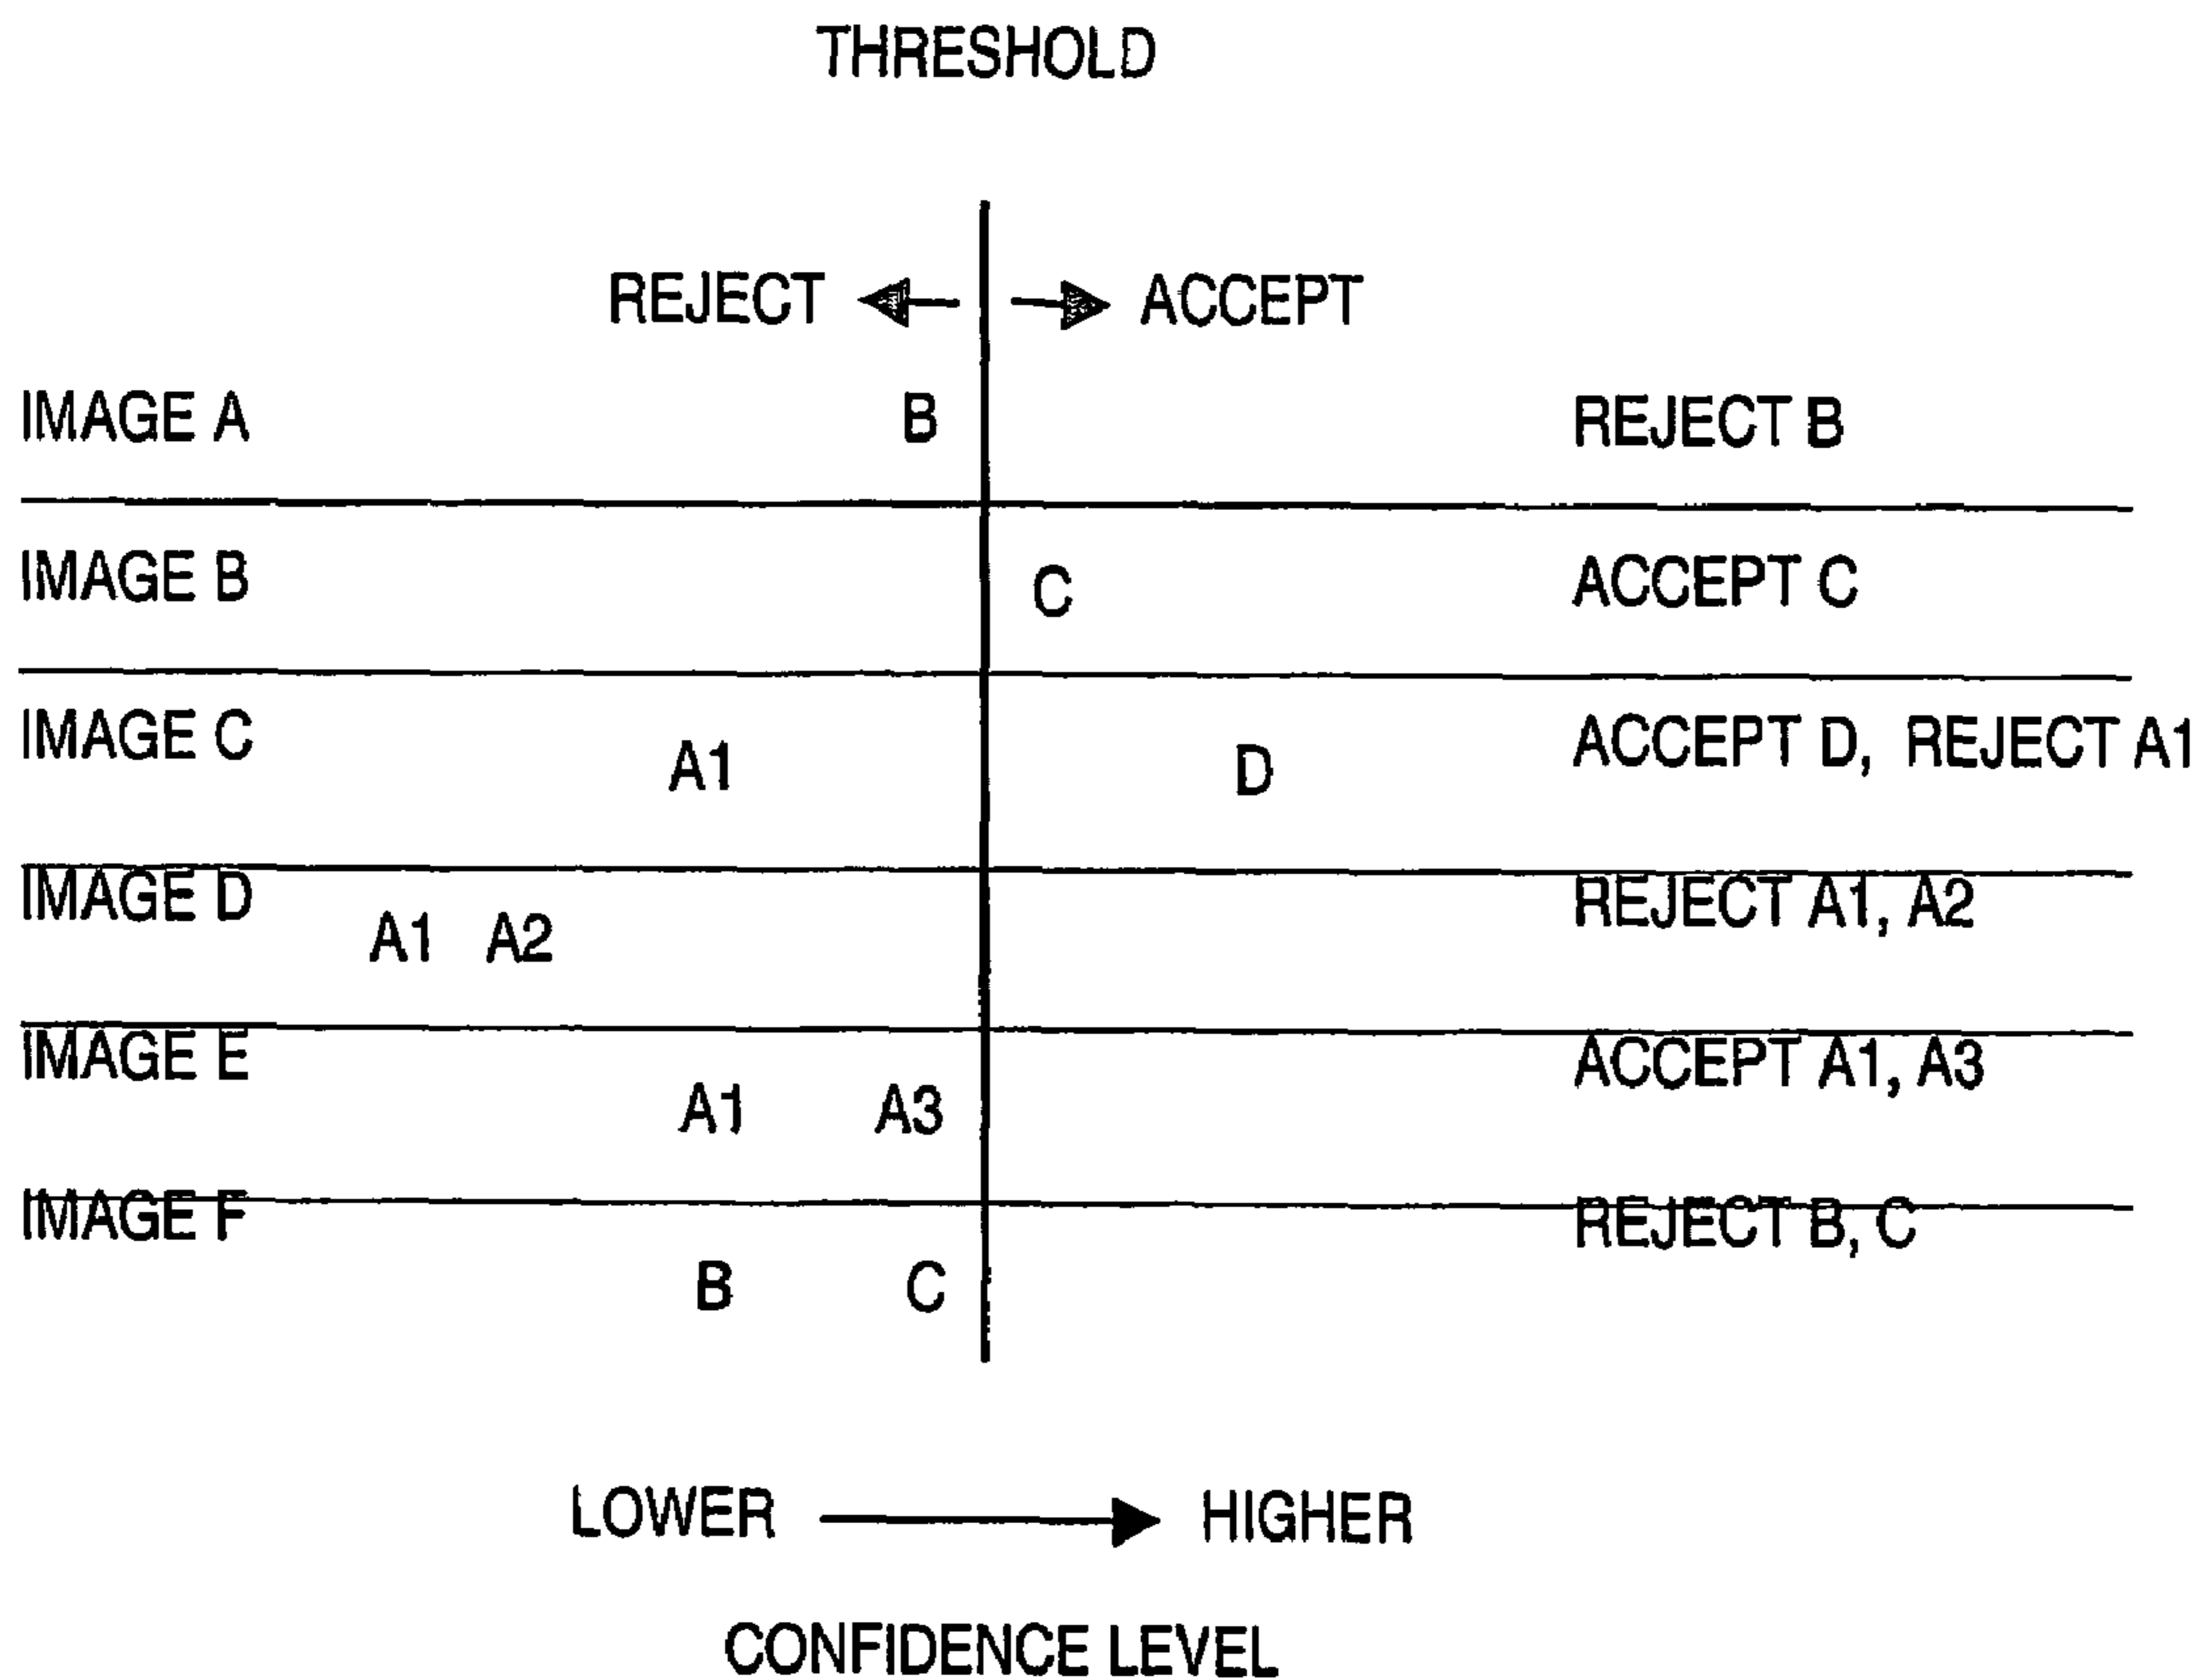 THRESHOLD
REJECT ACCEPT
IMAGE A B REJECT B
IMAGE B C ACCEPT C
IMAGE C A1 D ACCEPT D, REJECT A1
IMAGE D A1 A2 REJECT A1, A2
IMAGE E A1 A3 ACCEPT A1, A3
IMAGE F B C REJECT B, C
LOWER HIGHER
CONFIDENCE LEVEL